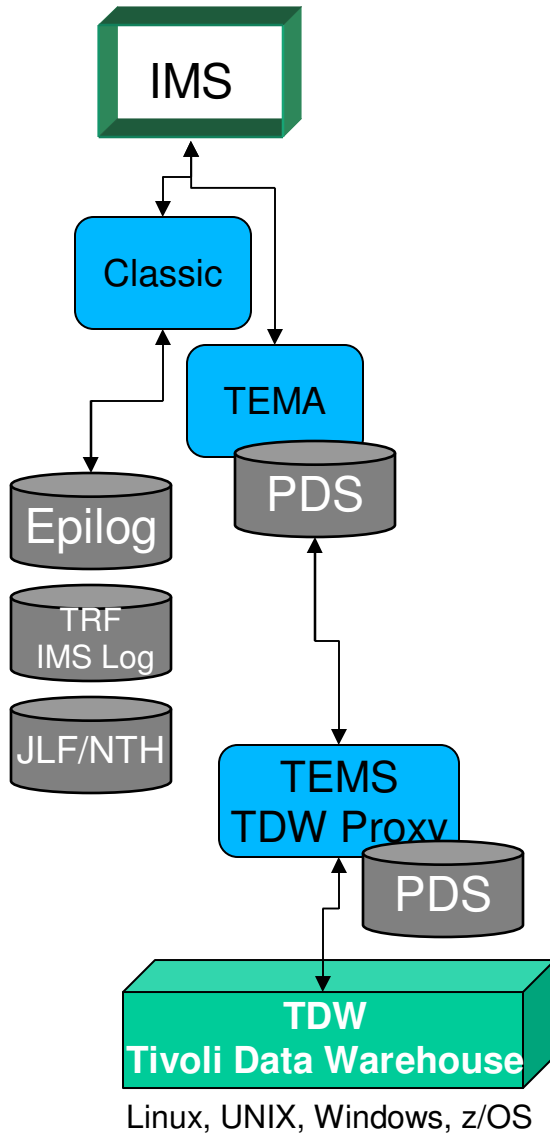 IMS
Classic
TEMA
PDS
Epilog
TRF
IMS Log
JLF/NTH
TEMS
TDW Proxy
PDS
TDW
Tivoli Data Warehouse
Linux, UNIX, Windows, z/OS